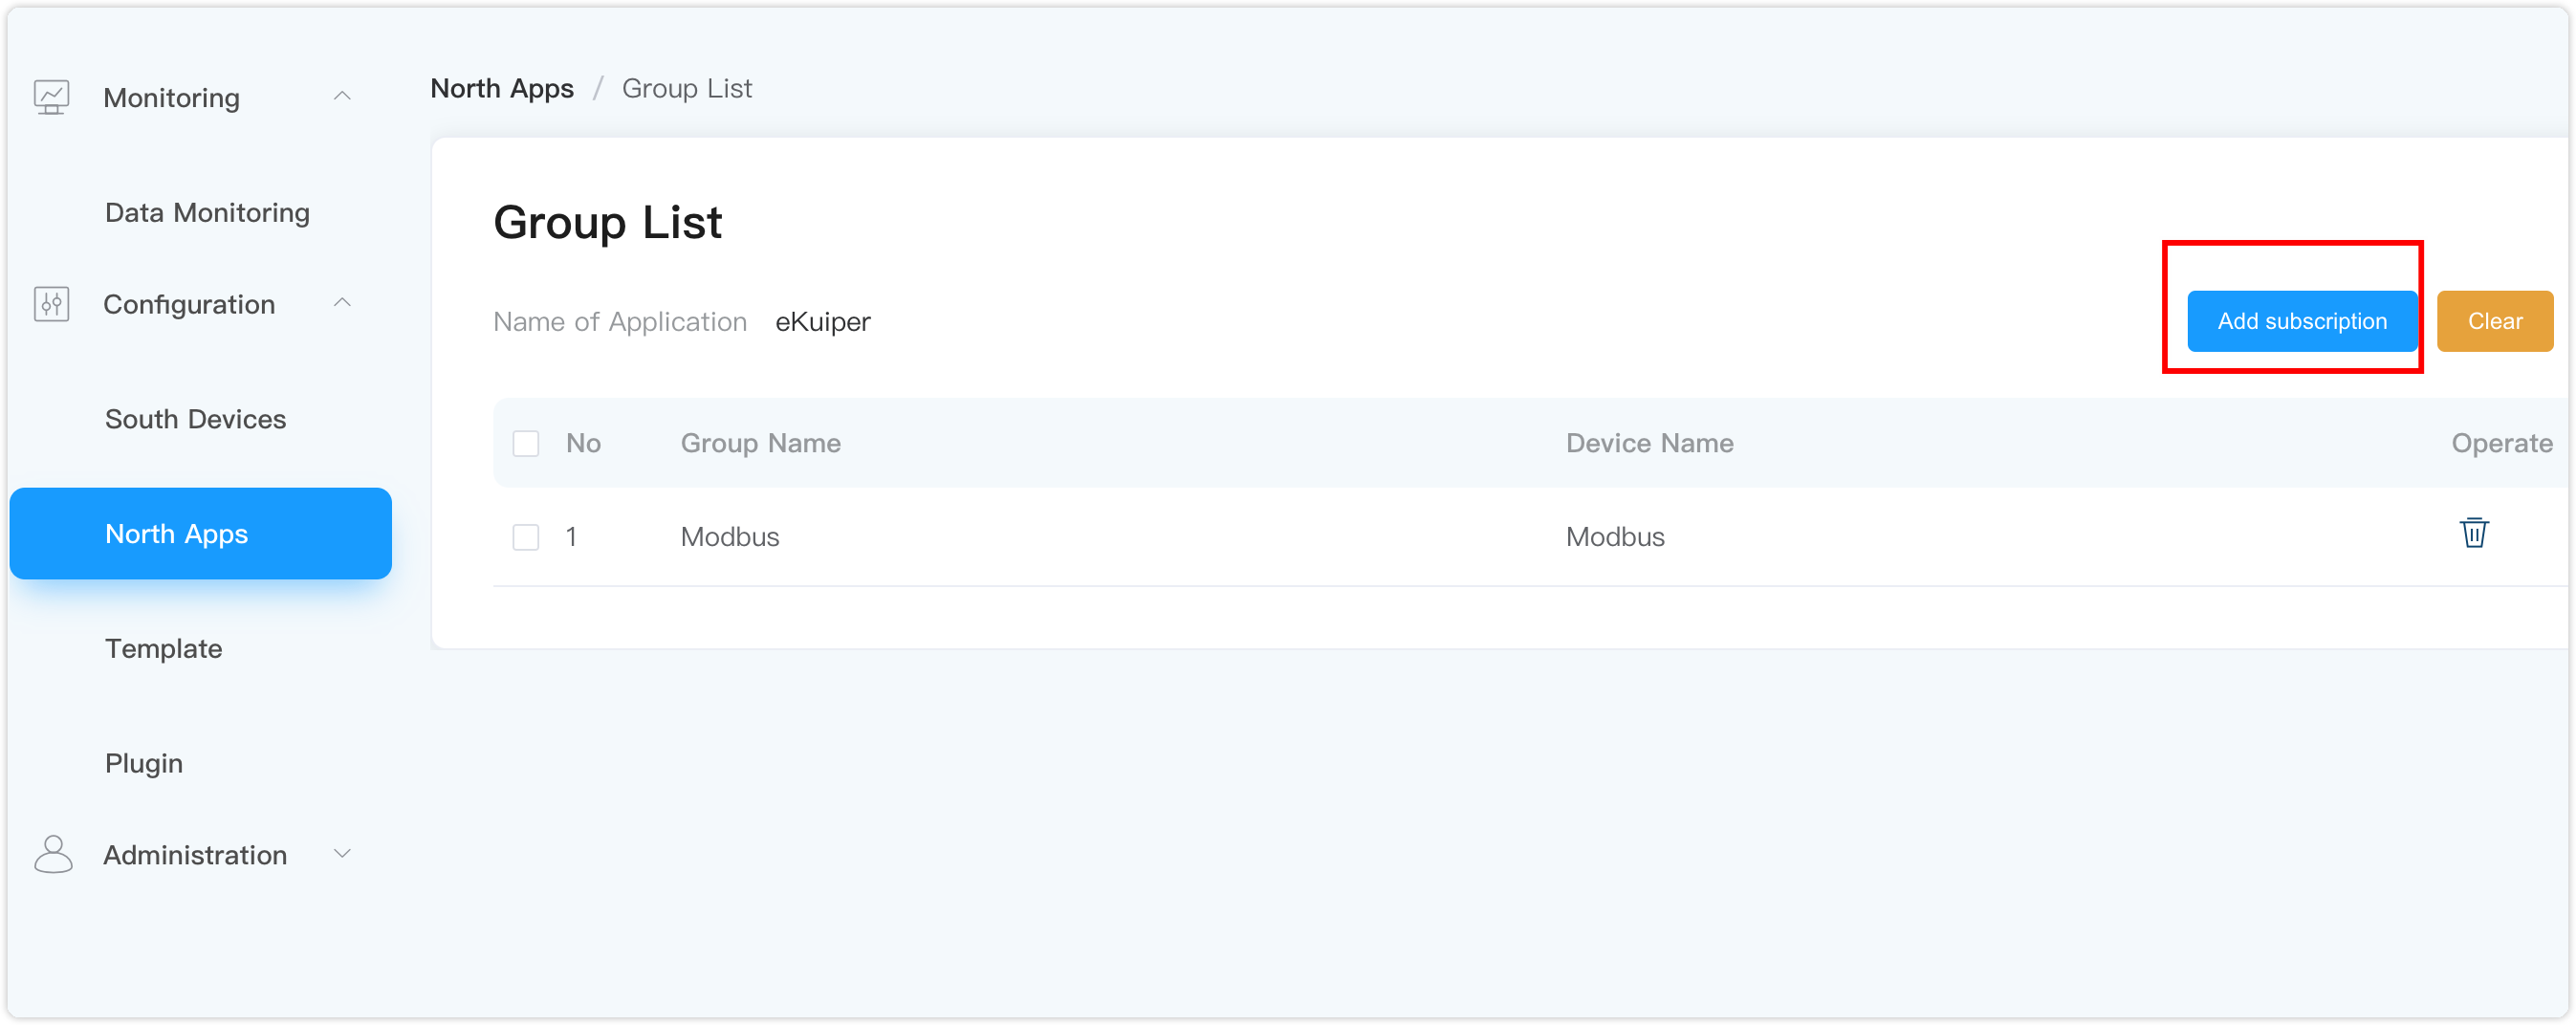 Monitoring
Data Monitoring
Configuration
South Devices
North Apps
Template
Plugin
Administration
North Apps / Group List
Group List
Name of Application eKuiper
Add subscription Clear
No Group Name Device Name Operate
1 Modbus Modbus